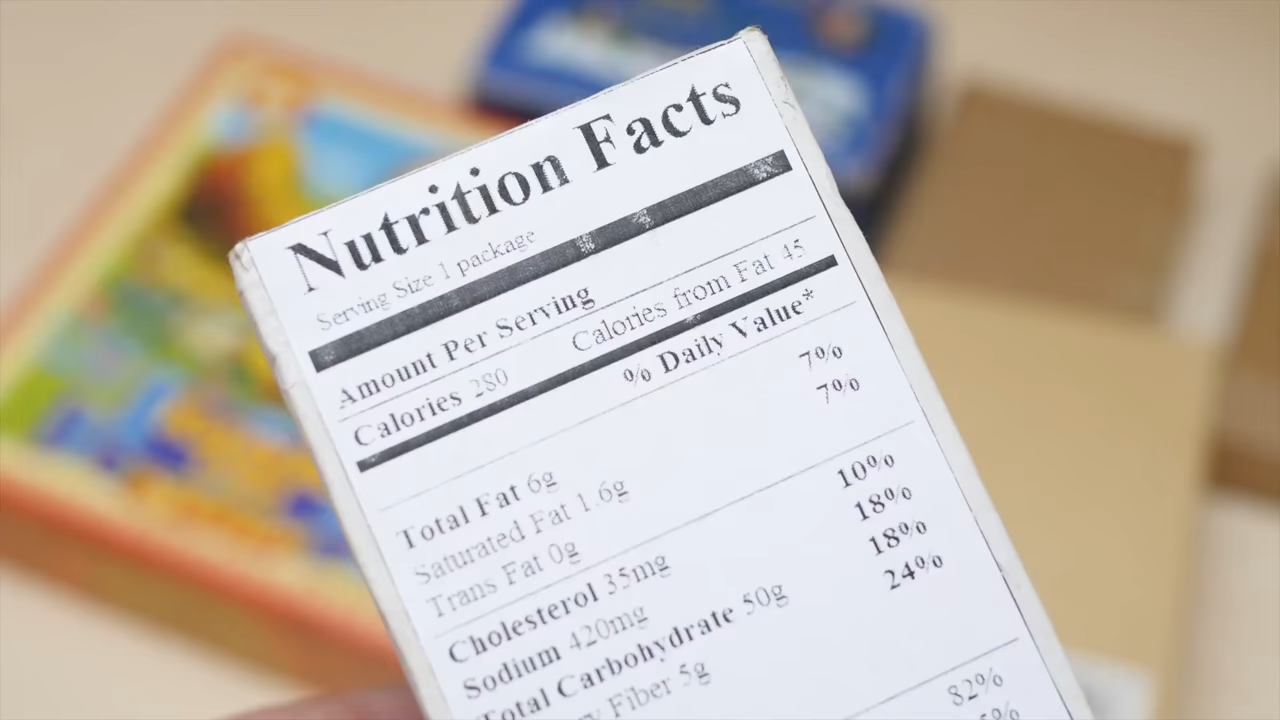 Nutrition Facts
Serving Size 1 package
Amount Per Serving
Calories 280 Calories from Fat 45
% Daily Value*
Total Fat 6g 7%
Saturated Fat 1.6g 7%
Trans Fat 0g
Cholesterol 35mg 10%
Sodium 420mg 18%
Total Carbohydrate 50g 18%
Fiber 5g 24%
82%